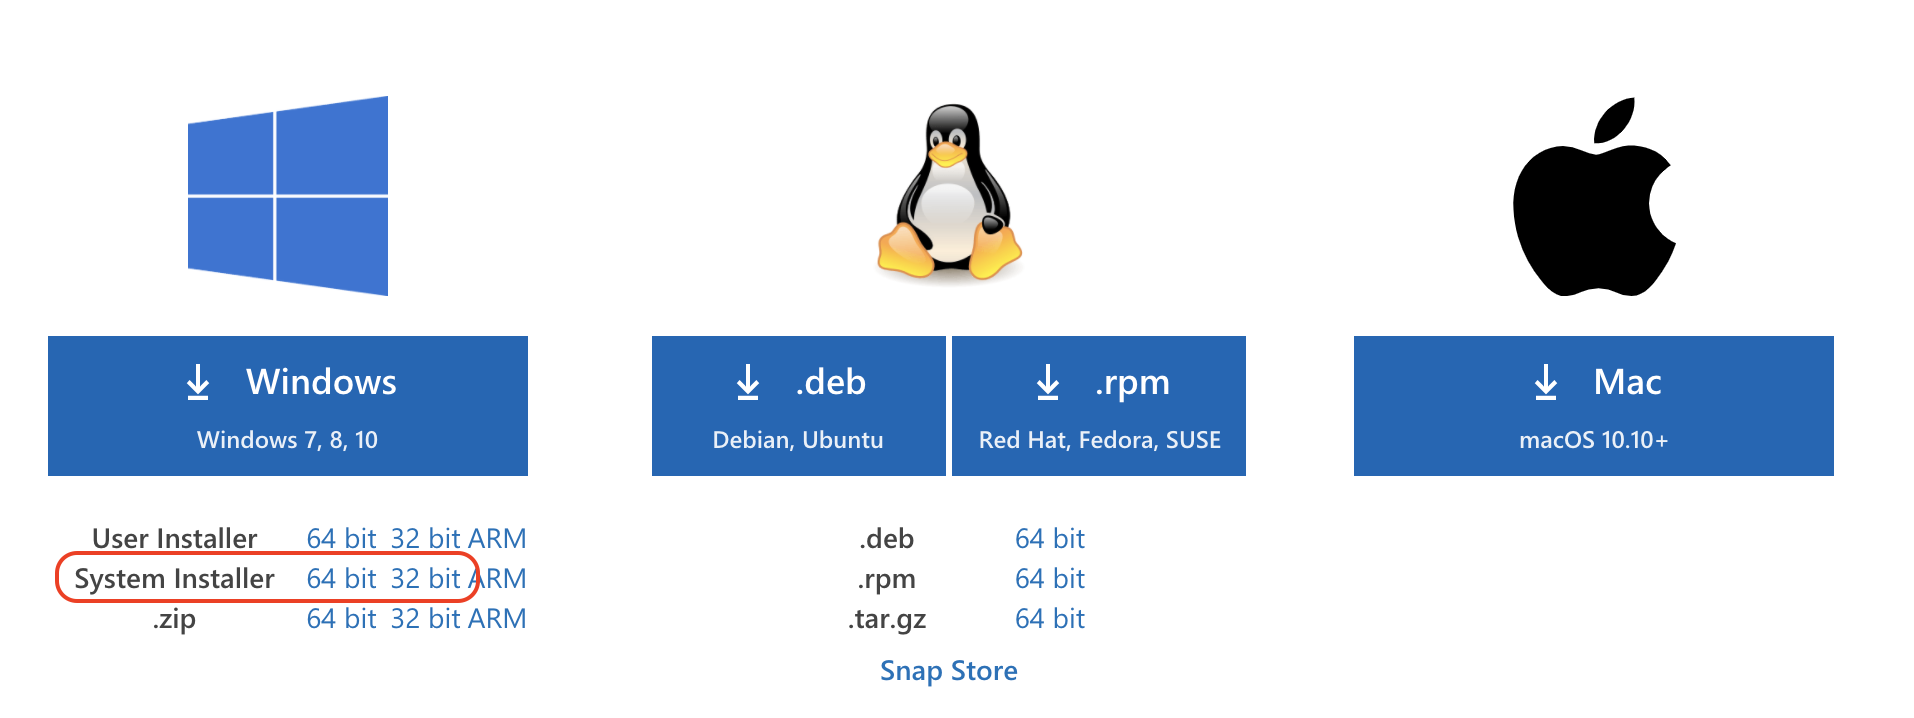 Windows
Windows 7, 8, 10
User Installer 64 bit 32 bit ARM
System Installer 64 bit 32 bit ARM
.zip 64 bit 32 bit ARM
.deb
Debian, Ubuntu
.rpm
Red Hat, Fedora, SUSE
.deb 64 bit
.rpm 64 bit
.tar.gz 64 bit
Snap Store
Mac
macOS 10.10+